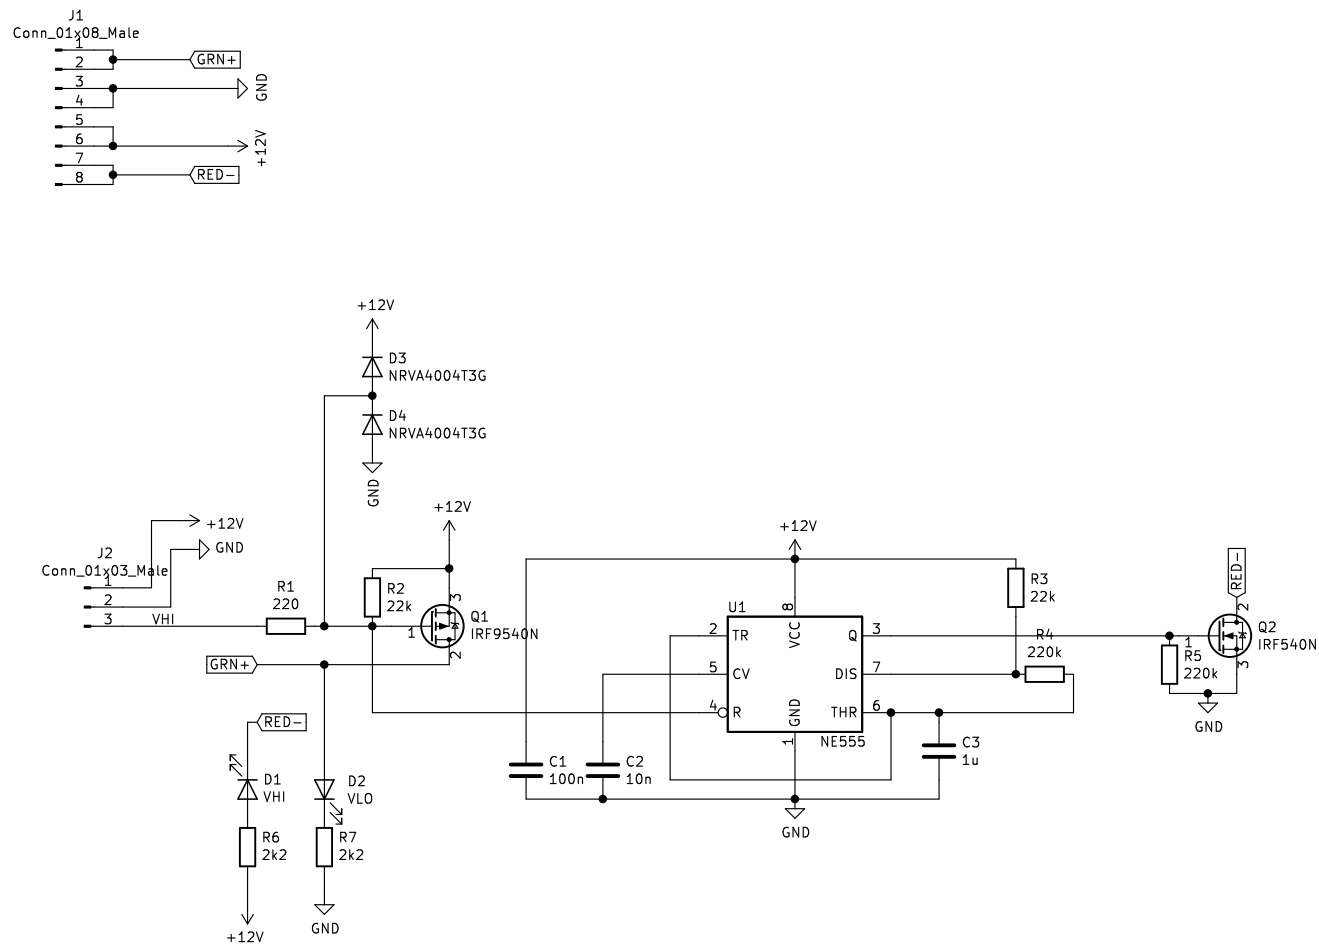 J1
Conn_01x08_Male
1
2
3
4
5
6
7
8
GRN+
GND
+12V
RED-
+12V
D3
NRVA4004T3G
D4
NRVA4004T3G
GND
+12V
J2
Conn_01x03_Male
1
2
3
+12V
GND
VHI
R1
220
R2
22k
3
1
2
Q1
IRF9540N
GRN+
RED-
D1
VHI
D2
VLO
R6
2k2
R7
2k2
+12V
GND
+12V
U1
8
VCC
2
TR
Q
3
5
CV
DIS
7
4
R
GND
THR
6
1
NE555
C1
100n
C2
10n
C3
1u
GND
R3
22k
R4
220k
RED-
2
1
3
Q2
IRF540N
R5
220k
GND